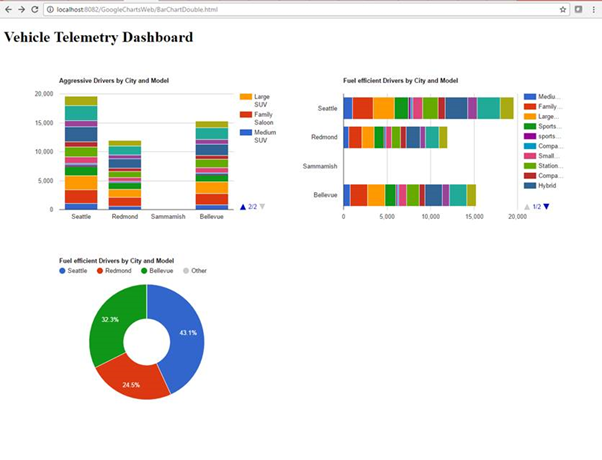 localhost:8082/GoogleChartsWeb/BarChartDouble.html
Vehicle Telemetry Dashboard
Aggressive Drivers by City and Model
20,000
15,000
10,000
5,000
0
Seattle
Redmond
Sammamish
Bellevue
Large
SUV
Family
Saloon
Medium
SUV
2/2
Fuel efficient Drivers by City and Model
Seattle
Redmond
Sammamish
Bellevue
0
5,000
10,000
15,000
20,000
Mediu...
Family...
Large...
Sports...
sports...
Compa...
Small...
Station...
Compa...
Hybrid
1/2
Fuel efficient Drivers by City and Model
Seattle
Redmond
Bellevue
Other
32.3%
43.1%
24.5%